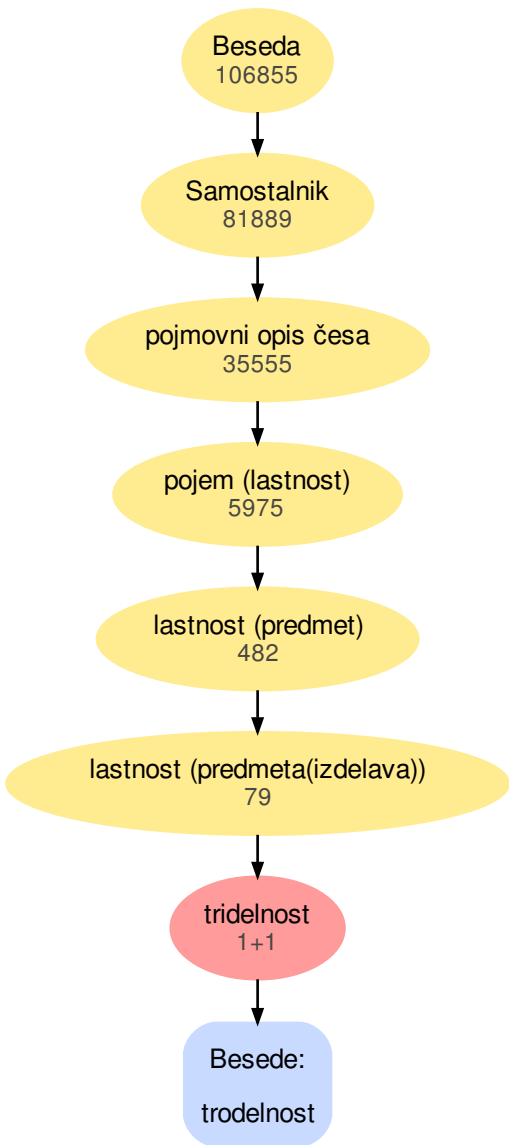 Beseda
106855
Samostalnik
81889
pojmovni opis česa
35555
pojem (lastnost)
5975
lastnost (predmet)
482
lastnost (predmeta(izdelava))
79
tridelnost
1+1
Besede:
trodelnost